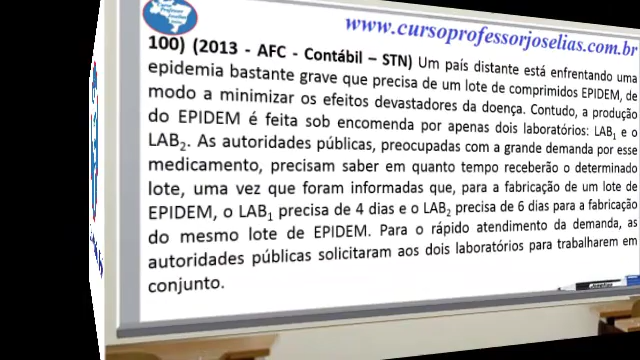 www.cursoprofessorjoselias.com.br
100) (2013 - AFC - Contábil – STN) Um país distante está enfrentando uma
epidemia bastante grave que precisa de um lote de comprimidos EPIDEM, de
modo a minimizar os efeitos devastadores da doença. Contudo, a produção
do EPIDEM é feita sob encomenda por apenas dois laboratórios: LAB₁ e o
LAB₂. As autoridades públicas, preocupadas com a grande demanda por esse
medicamento, precisam saber em quanto tempo receberão o determinado
lote, uma vez que foram informadas que, para a fabricação de um lote de
EPIDEM, o LAB₁ precisa de 4 dias e o LAB₂ precisa de 6 dias para a fabricação
do mesmo lote de EPIDEM. Para o rápido atendimento da demanda, as
autoridades públicas solicitaram aos dois laboratórios para trabalharem em
conjunto.